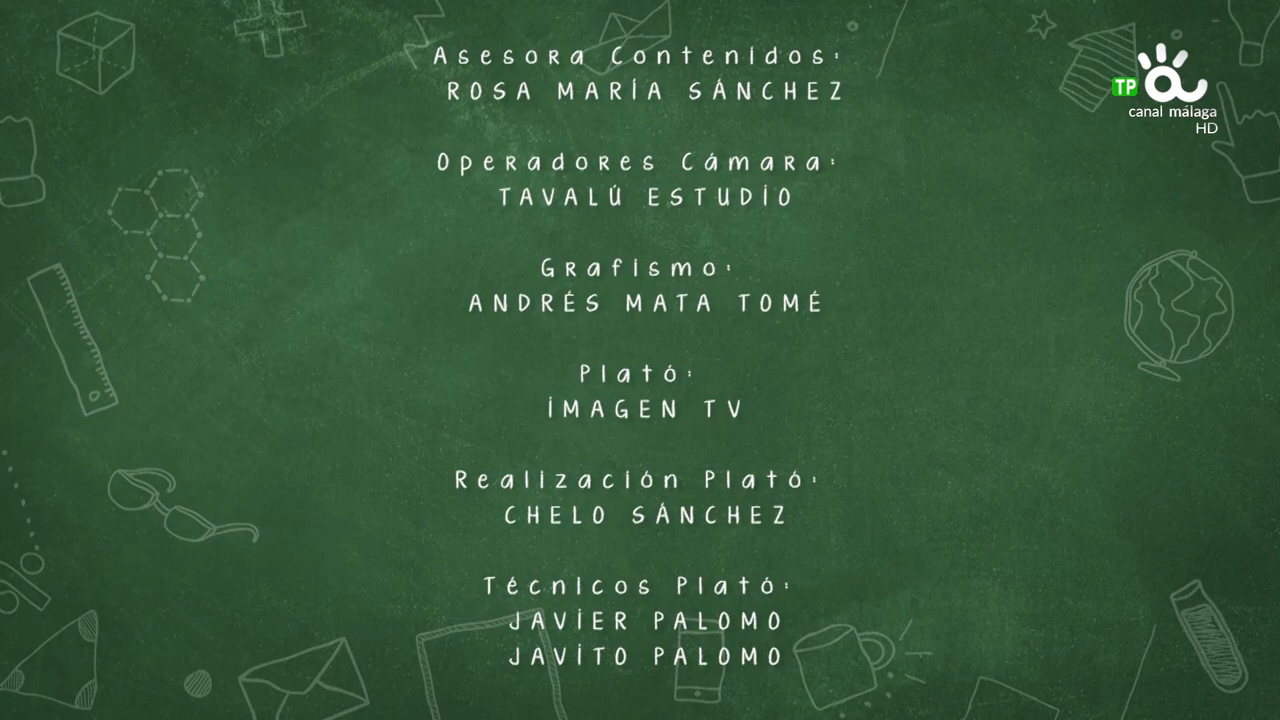 Asesora Contenidos:
ROSA MARÍA SÁNCHEZ
TP
canal málaga
HD
Operadores Cámara:
TAVALÚ ESTUDIO
Grafismo:
ANDRÉS MATA TOMÉ
Plató:
IMAGEN TV
Realización Plató:
CHELO SÁNCHEZ
Técnicos Plató:
JAVIER PALOMO
JAVITO PALOMO